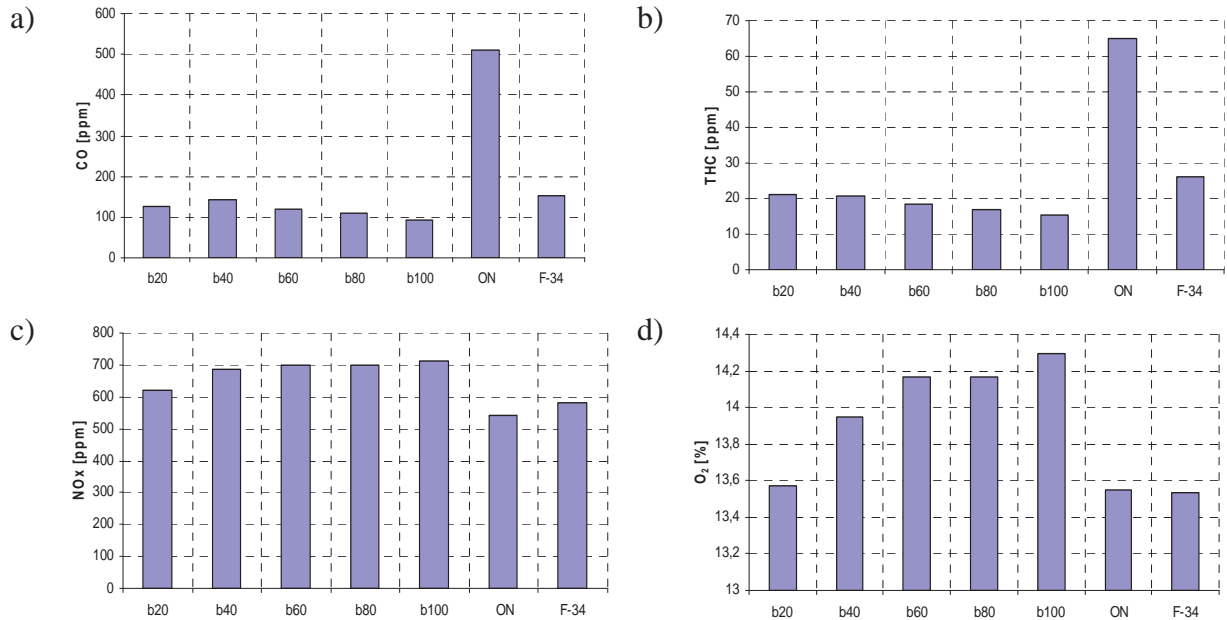 a)
CO [ppm]
600
500
400
300
200
100
0
b20 b40 b60 b80 b100 ON F-34
b)
THC [ppm]
70
60
50
40
30
20
10
0
b20 b40 b60 b80 b100 ON F-34
c)
NOx [ppm]
800
700
600
500
400
300
200
100
0
b20 b40 b60 b80 b100 ON F-34
d)
O₂ [%]
14,4
14,2
14
13,8
13,6
13,4
13,2
13
b20 b40 b60 b80 b100 ON F-34